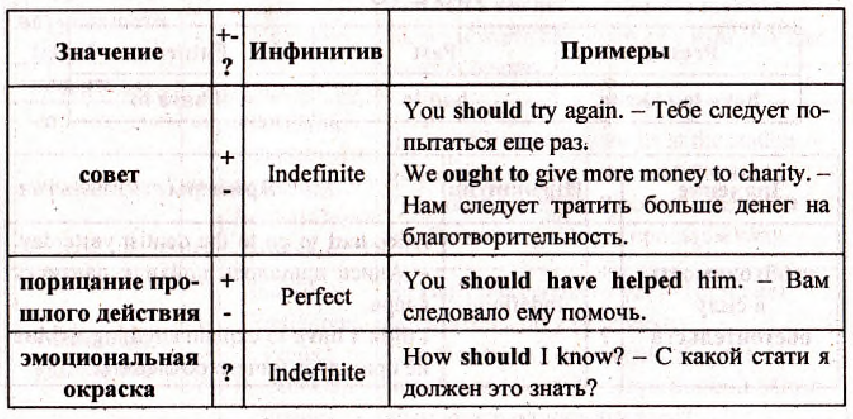 Значение +- ? Инфинитив Примеры
совет + Indefinite You should try again. – Тебе следует по-
пытаться еще раз.
We ought to give more money to charity. –
Нам следует тратить больше денег на
благотворительность.
порицание про-
шлого действия + - Perfect You should have helped him. – Вам
следовало ему помочь.
эмоциональная
окраска ? Indefinite How should I know? – С какой стати я
должен это знать?